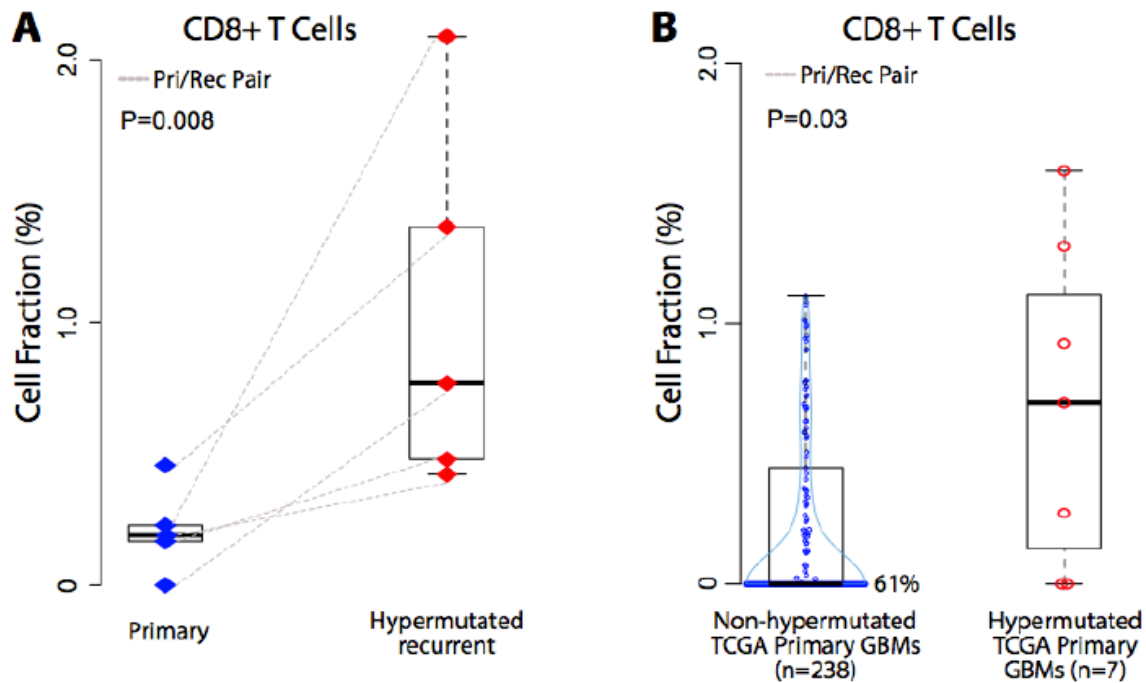 A
CD8+ T Cells
Pri/Rec Pair
P=0.008
Cell Fraction (%)
2.0
1.0
0
Primary
Hypermutated
recurrent
B
CD8+ T Cells
Pri/Rec Pair
P=0.03
Cell Fraction (%)
2.0
1.0
0
61%
Non-hypermutated
TCGA Primary GBMs
(n=238)
Hypermutated
TCGA Primary
GBMs (n=7)